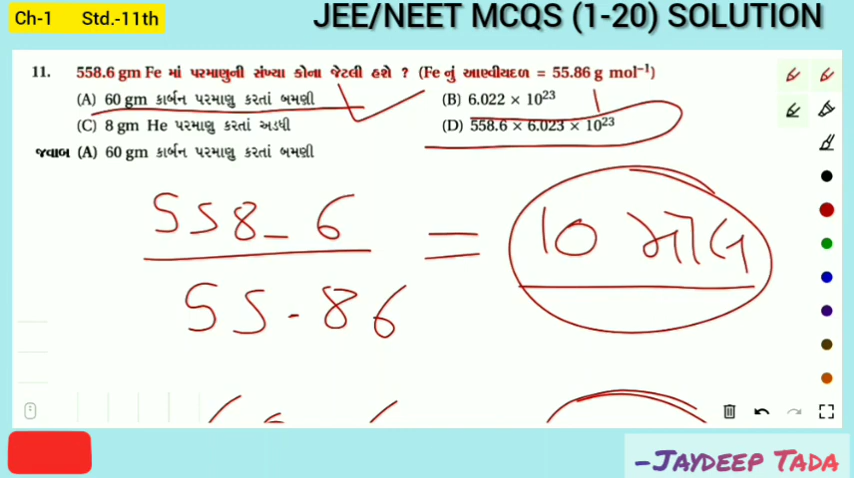 Ch-1 Std.-11th
JEE/NEET MCQS (1-20) SOLUTION
11. 558.6 gm Fe માં પરમાણુની સંખ્યા કોના જેટલી હશે ? (Fe નું આણ્વીયદળ = 55.86 g mol⁻¹)
(A) 60 gm કાર્બન પરમાણુ કરતાં બમણી (B) 6.022 × 10²³
(C) 8 gm He પરમાણુ કરતાં અડધી (D) 558.6 × 6.023 × 10²³
જવાબ (A) 60 gm કાર્બન પરમાણુ કરતાં બમણી
558.6
55.86
= 10 મોલ
-JAYDEEP TADA